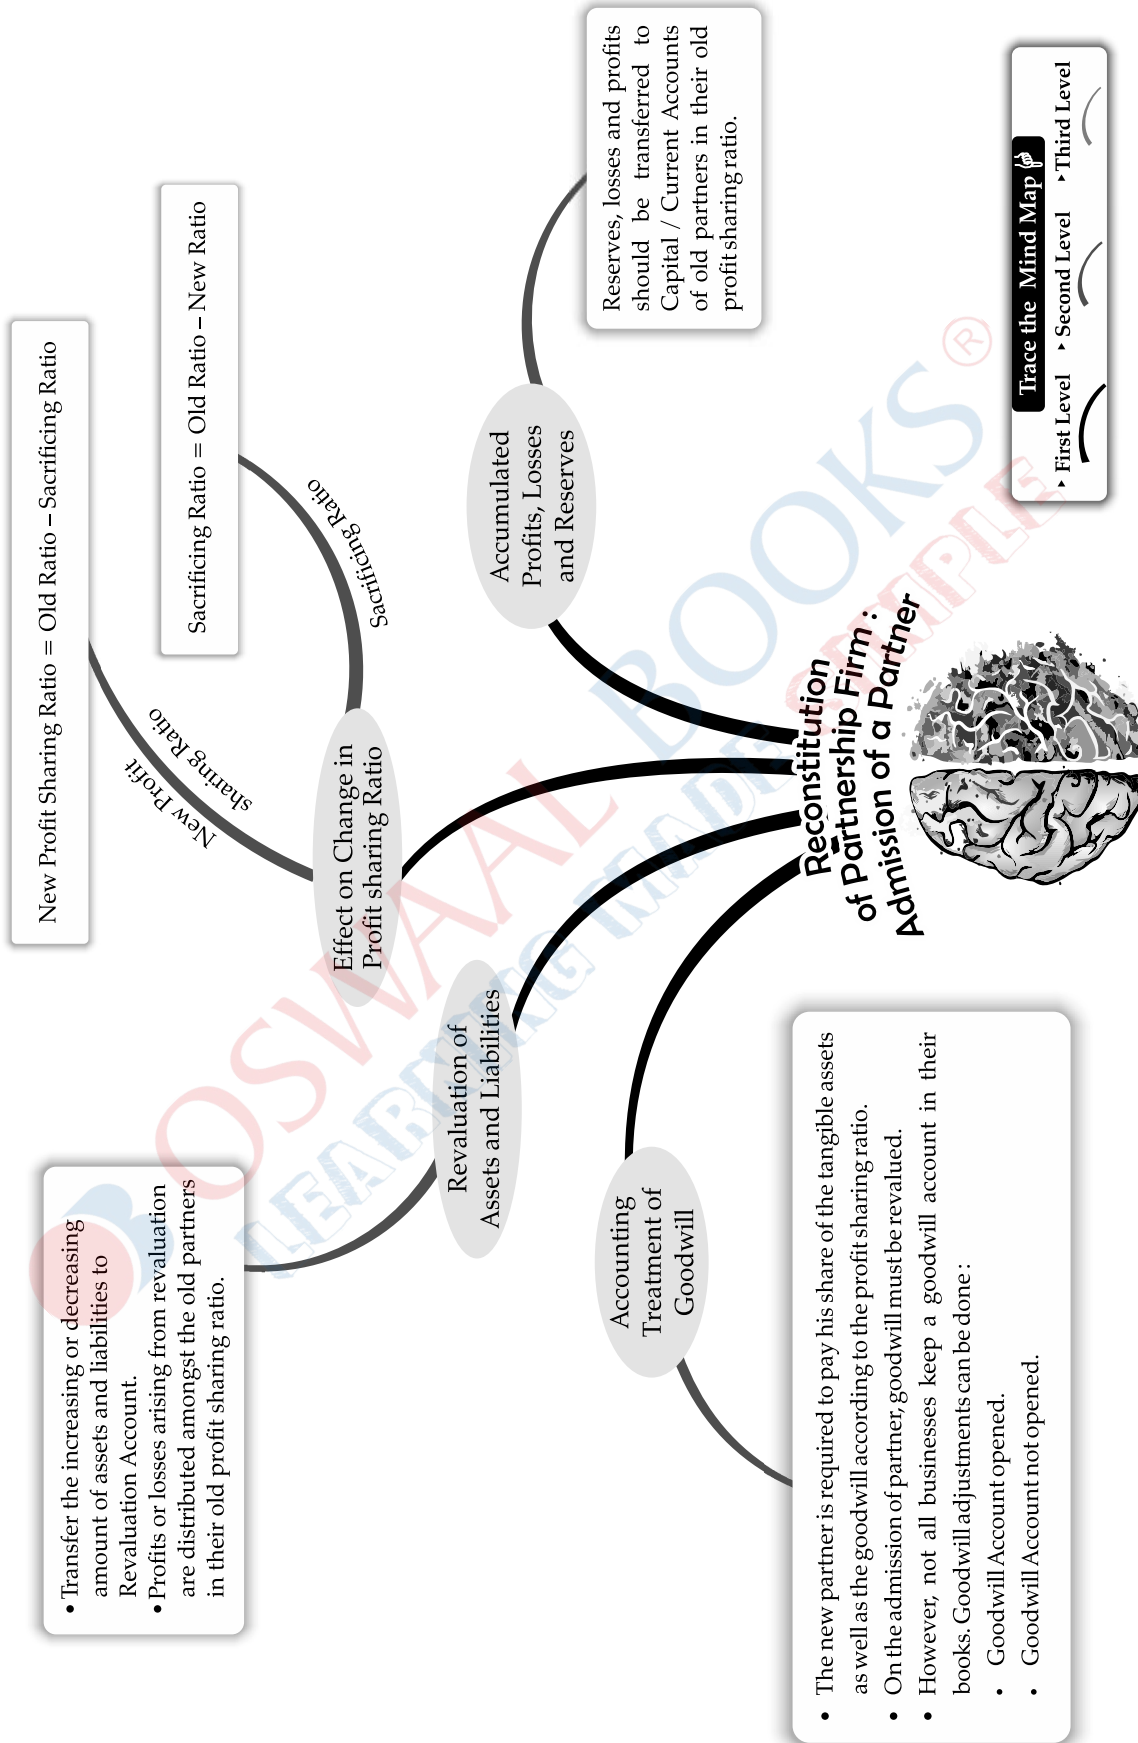 Reconstitution
of Partnership Firm :
Admission of a Partner
Accounting
Treatment of
Goodwill
• The new partner is required to pay his share of the tangible assets
as well as the goodwill according to the profit sharing ratio.
• On the admission of partner, goodwill must be revalued.
• However, not all businesses keep a goodwill account in their
books. Goodwill adjustments can be done :
• Goodwill Account opened.
• Goodwill Account not opened.
Revaluation of
Assets and Liabilities
• Transfer the increasing or decreasing
amount of assets and liabilities to
Revaluation Account.
• Profits or losses arising from revaluation
are distributed amongst the old partners
in their old profit sharing ratio.
Effect on Change in
Profit sharing Ratio
New Profit
sharing Ratio
New Profit Sharing Ratio = Old Ratio – Sacrificing Ratio
Sacrificing Ratio
Sacrificing Ratio = Old Ratio – New Ratio
Accumulated
Profits, Losses
and Reserves
Reserves, losses and profits
should be transferred to
Capital / Current Accounts
of old partners in their old
profit sharing ratio.
Trace the Mind Map
▸ First Level ▸ Second Level ▸ Third Level
OSWAAL BOOKS ®
LEARNING MADE SIMPLE